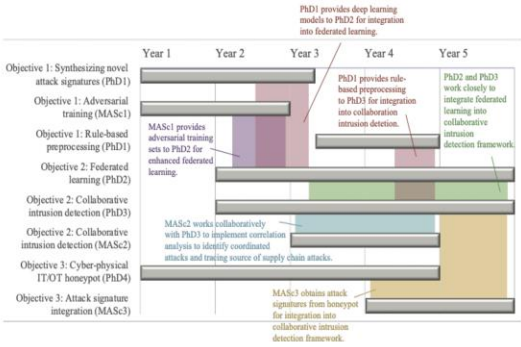 PhD1 provides deep learning
models to PhD2 for integration
into federated learning.
Year 1 Year 2 Year 3 Year 4 Year 5
Objective 1: Synthesizing novel
attack signatures (PhD1)
PhD1 provides rule-
based preprocessing to
PhD3 for integration
into collaboration
intrusion detetion.
PhD2 and PhD3
work closely to
integrate federated
learning into
collaborative
intrusion
detection framework.
Objective 1: Adversarial
training (MASc1)
MASc1 provides
adversarial training
sets to PhD2 for
enhanced federated
learning.
Objective 1: Rule-based
preprocessing (PhD1)
Objective 2: Federated
learning (PhD2)
Objective 2: Collaborative
intrusion detection (PhD3)
MASc2 works collaboratively
with PhD3 to implement correlation
analysis to identify coordinated
attacks and tracing source of supply chain attacks.
Objective 2: Collaborative
intrusion detection (MASc2)
Objective 3: Cyber-physical
IT/OT honeypot (PhD4)
MASc3 obtains attack
signatures from honeypot
for integration into
collaborative intrusion
detection framework.
Objective 3: Attack signature
integration (MASc3)